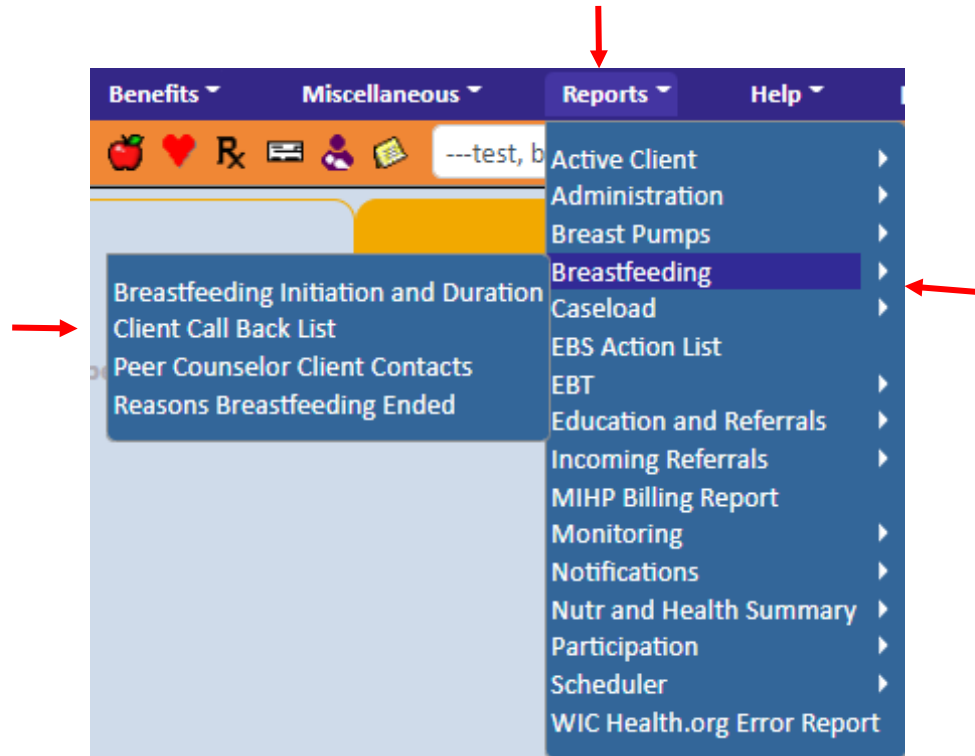 Benefits Miscellaneous Reports Help
---test, b
Active Client
Administration
Breast Pumps
Breastfeeding
Caseload
EBS Action List
EBT
Education and Referrals
Incoming Referrals
MIHP Billing Report
Monitoring
Notifications
Nutr and Health Summary
Participation
Scheduler
WIC Health.org Error Report
Breastfeeding Initiation and Duration
Client Call Back List
Peer Counselor Client Contacts
Reasons Breastfeeding Ended